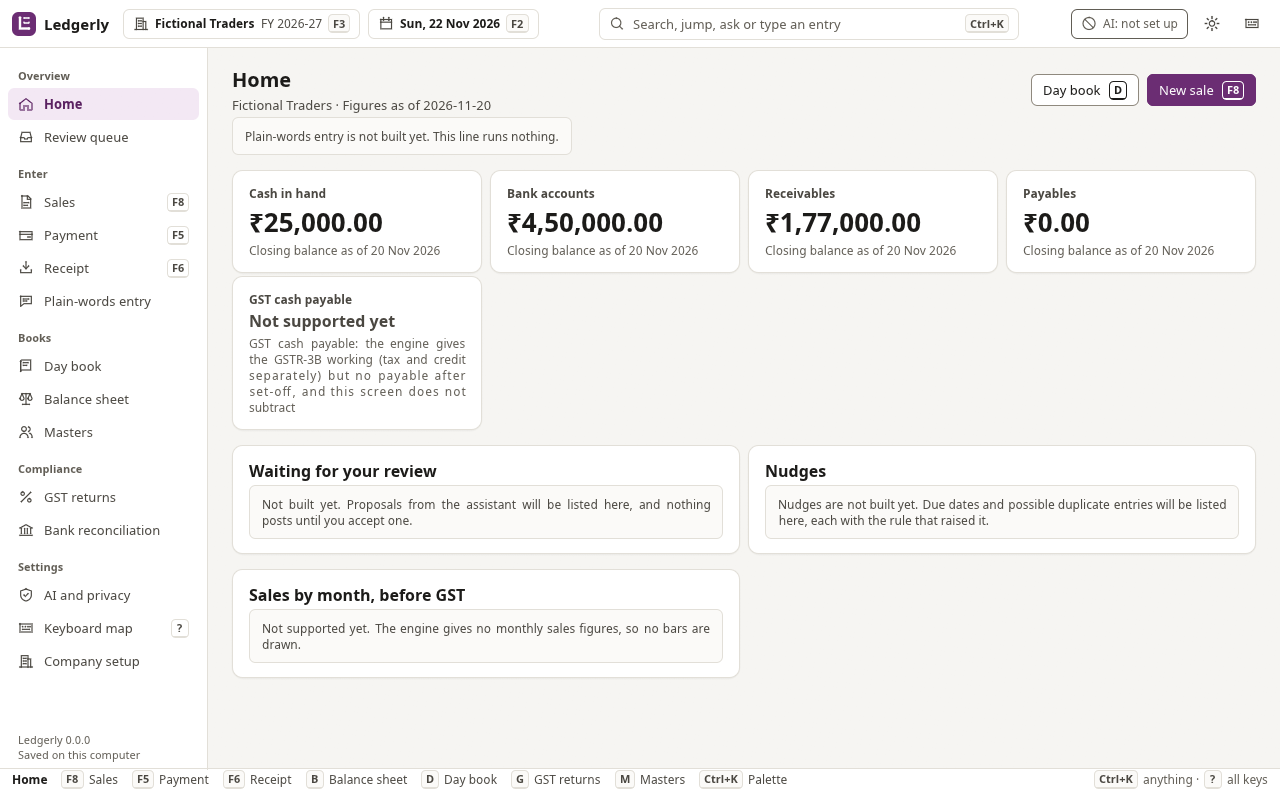 Ledgerly
Fictional Traders FY 2026-27 F3
Sun, 22 Nov 2026 F2
Search, jump, ask or type an entry Ctrl+K
AI: not set up
Overview
Home
Review queue
Enter
Sales F8
Payment F5
Receipt F6
Plain-words entry
Books
Day book
Balance sheet
Masters
Compliance
GST returns
Bank reconciliation
Settings
AI and privacy
Keyboard map ?
Company setup
Ledgerly 0.0.0
Saved on this computer
Home
Fictional Traders · Figures as of 2026-11-20
Day book D
New sale F8
Plain-words entry is not built yet. This line runs nothing.
Cash in hand
₹25,000.00
Closing balance as of 20 Nov 2026
Bank accounts
₹4,50,000.00
Closing balance as of 20 Nov 2026
Receivables
₹1,77,000.00
Closing balance as of 20 Nov 2026
Payables
₹0.00
Closing balance as of 20 Nov 2026
GST cash payable
Not supported yet
GST cash payable: the engine gives
the GSTR-3B working (tax and credit
separately) but no payable after
set-off, and this screen does not
subtract
Waiting for your review
Not built yet. Proposals from the assistant will be listed here, and nothing
posts until you accept one.
Nudges
Nudges are not built yet. Due dates and possible duplicate entries will be listed
here, each with the rule that raised it.
Sales by month, before GST
Not supported yet. The engine gives no monthly sales figures, so no bars are
drawn.
Home F8 Sales F5 Payment F6 Receipt B Balance sheet D Day book G GST returns M Masters Ctrl+K Palette
Ctrl+K anything · ? all keys